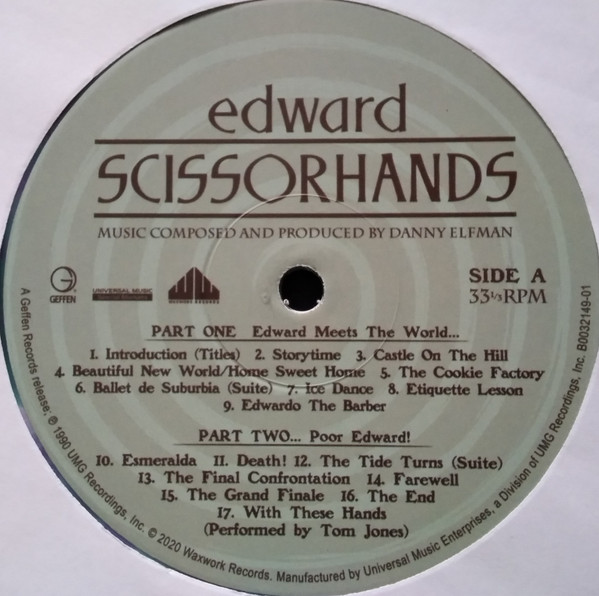 edward
SCISSORHANDS
MUSIC COMPOSED AND PRODUCED BY DANNY ELFMAN
GEFFEN
UNIVERSAL MUSIC
WAXWORK RECORDS
SIDE A
33⅓RPM
PART ONE Edward Meets The World...
1. Introduction (Titles) 2. Storytime 3. Castle On The Hill
4. Beautiful New World/Home Sweet Home 5. The Cookie Factory
6. Ballet de Suburbia (Suite) 7. Ice Dance 8. Etiquette Lesson
9. Edwardo The Barber
PART TWO... Poor Edward!
10. Esmeralda 11. Death! 12. The Tide Turns (Suite)
13. The Final Confrontation 14. Farewell
15. The Grand Finale 16. The End
17. With These Hands
(Performed by Tom Jones)
A Geffen Records release: ℗ 1990 UMG Recordings, Inc. © 2020 Waxwork Records. Manufactured by Universal Music Enterprises, a Division of UMG Recordings, Inc. B0032149-01